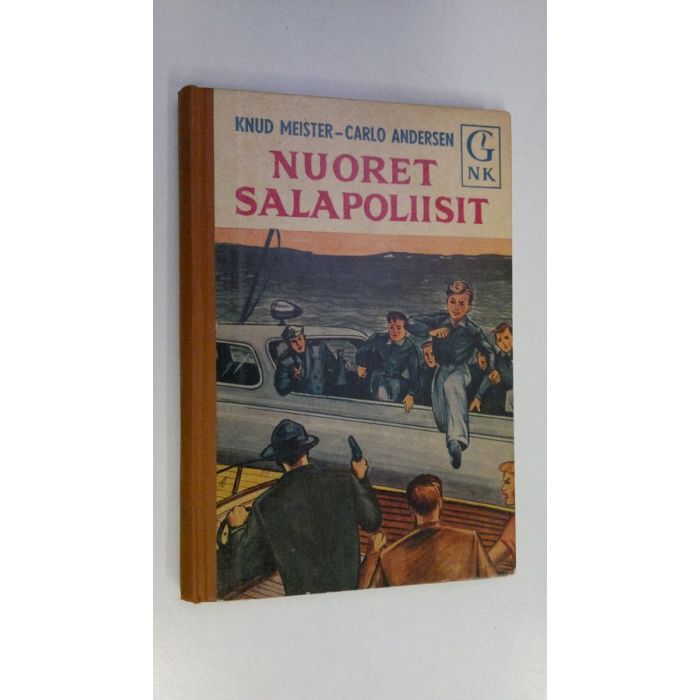 KNUD MEISTER-CARLO ANDERSEN
G
NK
NUORET
SALAPOLIISIT